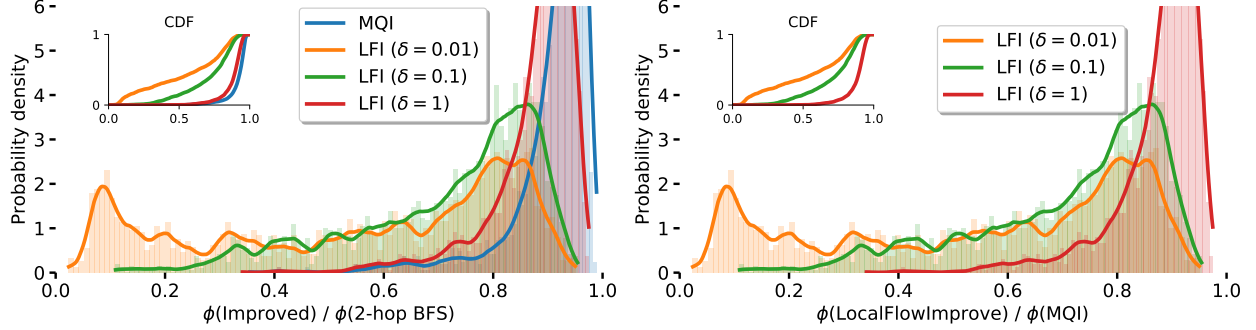 Probability density
6
5
4
3
2
1
0
CDF
1
0
0.0 0.5 1.0
MQI
LFI (δ = 0.01)
LFI (δ = 0.1)
LFI (δ = 1)
0.0 0.2 0.4 0.6 0.8 1.0
ϕ(Improved) / ϕ(2-hop BFS)
Probability density
6
5
4
3
2
1
0
CDF
1
0
0.0 0.5 1.0
LFI (δ = 0.01)
LFI (δ = 0.1)
LFI (δ = 1)
0.0 0.2 0.4 0.6 0.8 1.0
ϕ(LocalFlowImprove) / ϕ(MQI)